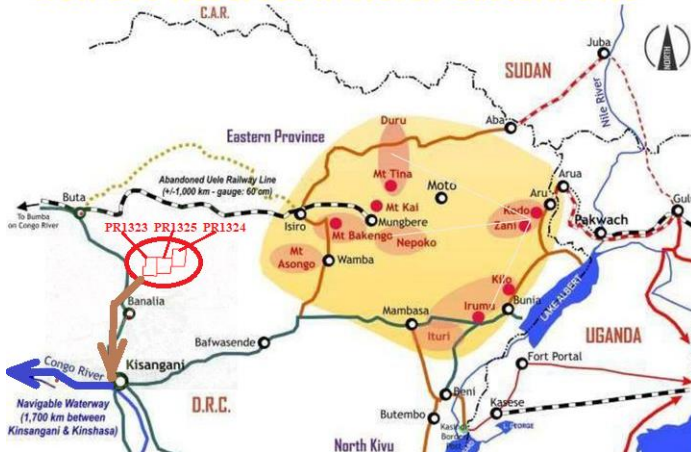 C.A.R.
Juba
SUDAN
NORTH
Nile River
Aba
Duru
Eastern Province
Mt Tina
Abandoned Uele Railway Line
(+/-1,000 km - gauge: 60 cm)
Moto
Aru
Arua
Buta
Mt Kai
Kodo
Gulu
To Bumba
on Congo River
Isiro
Mungbere
Zani
Pakwach
PR1323 PR1325 PR1324
Mt Bakengo
Nepoko
Mt
Asongo
Wamba
Kilo
LAKE ALBERT
Banalia
Irumu
Bunia
Mambasa
Ituri
UGANDA
Bafwasende
Fort Portal
Congo River
Kisangani
Navigable Waterway
(1,700 km between
Kinsangani & Kinshasa)
D.R.C.
Beni
Kasese
Butembo
L. GEORGE
North Kivu